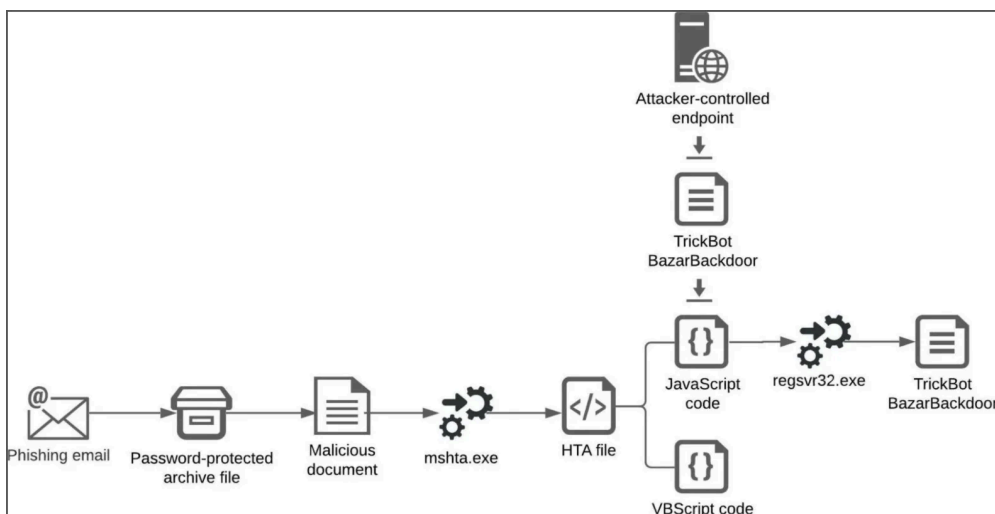 Attacker-controlled
endpoint
TrickBot
BazarBackdoor
@
Phishing email
Password-protected
archive file
Malicious
document
mshta.exe
</>
HTA file
{}
JavaScript
code
regsvr32.exe
TrickBot
BazarBackdoor
{}
VBScript code